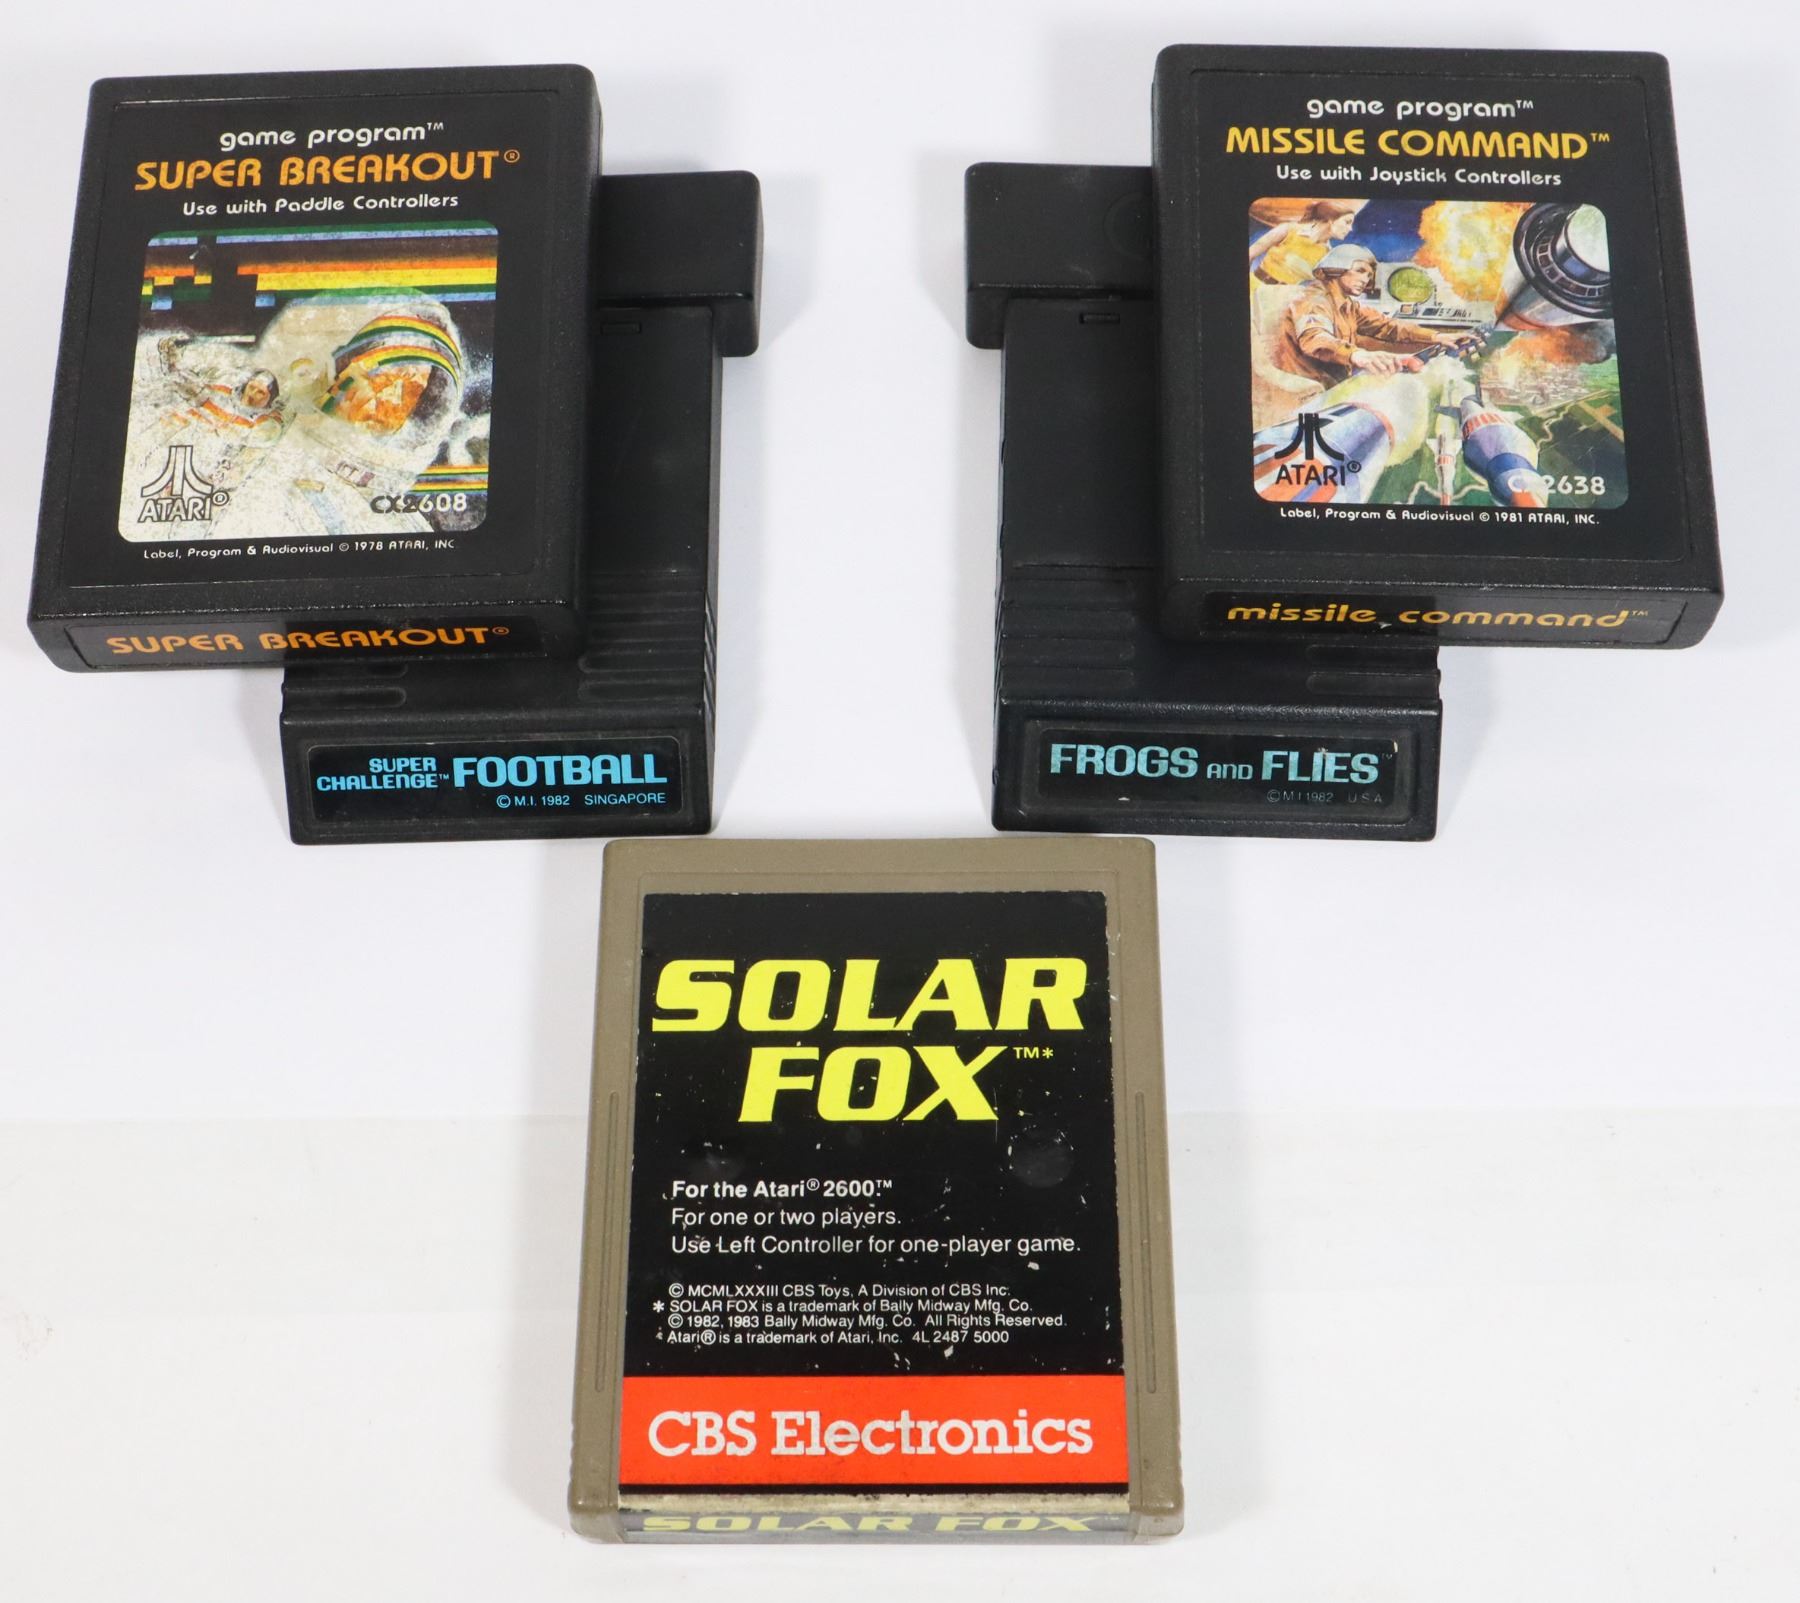 game program™
SUPER BREAKOUT®
Use with Paddle Controllers
ATARI®
CX2608
Label, Program & Audiovisual © 1978 ATARI, INC.
SUPER BREAKOUT®
SUPER
CHALLENGE™ FOOTBALL
© M.I. 1982 SINGAPORE
game program™
MISSILE COMMAND™
Use with Joystick Controllers
ATARI®
CX2638
Label, Program & Audiovisual © 1981 ATARI, INC.
missile command™
FROGS AND FLIES™
© M.I 1982 U S A
SOLAR
FOX™*
For the Atari® 2600.™
For one or two players.
Use Left Controller for one-player game.
© MCMLXXXIII CBS Toys, A Division of CBS Inc.
* SOLAR FOX is a trademark of Bally Midway Mfg. Co.
© 1982, 1983 Bally Midway Mfg. Co. All Rights Reserved.
* Atari® is a trademark of Atari, Inc. 4L 2487 5000
CBS Electronics
SOLAR FOX